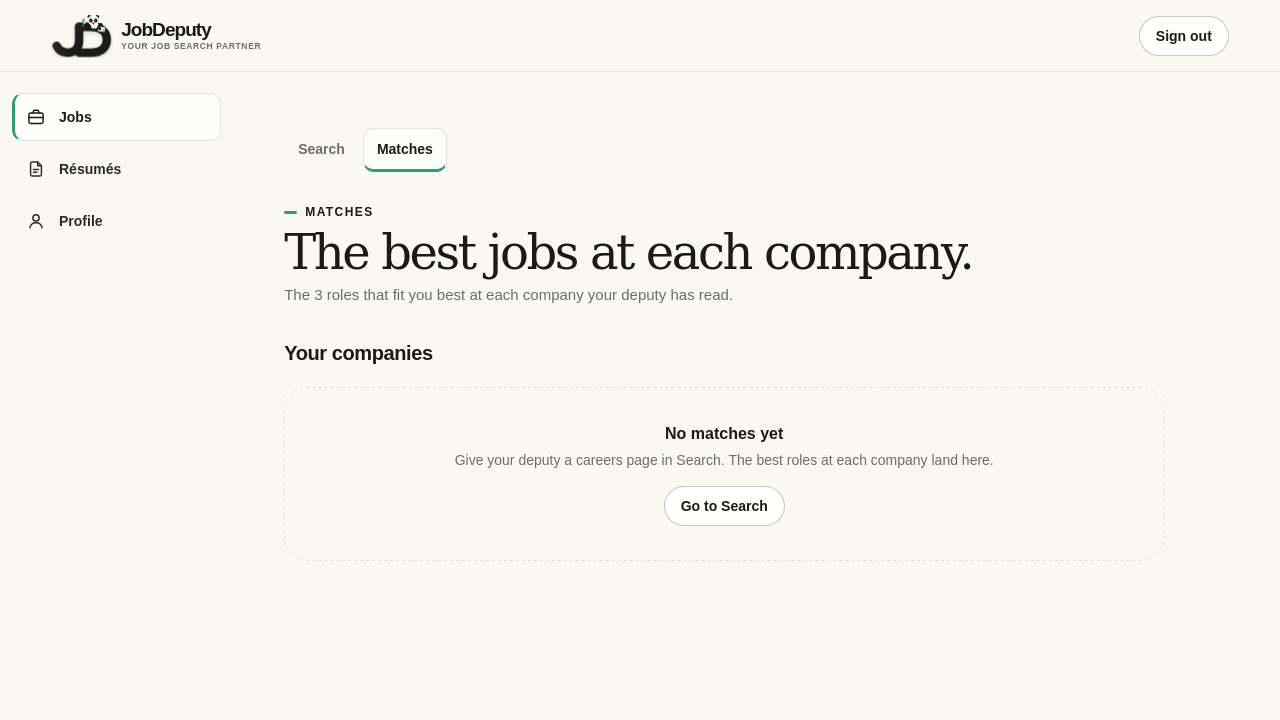 JobDeputy
YOUR JOB SEARCH PARTNER
Sign out
Jobs
Résumés
Profile
Search
Matches
MATCHES
The best jobs at each company.
The 3 roles that fit you best at each company your deputy has read.
Your companies
No matches yet
Give your deputy a careers page in Search. The best roles at each company land here.
Go to Search